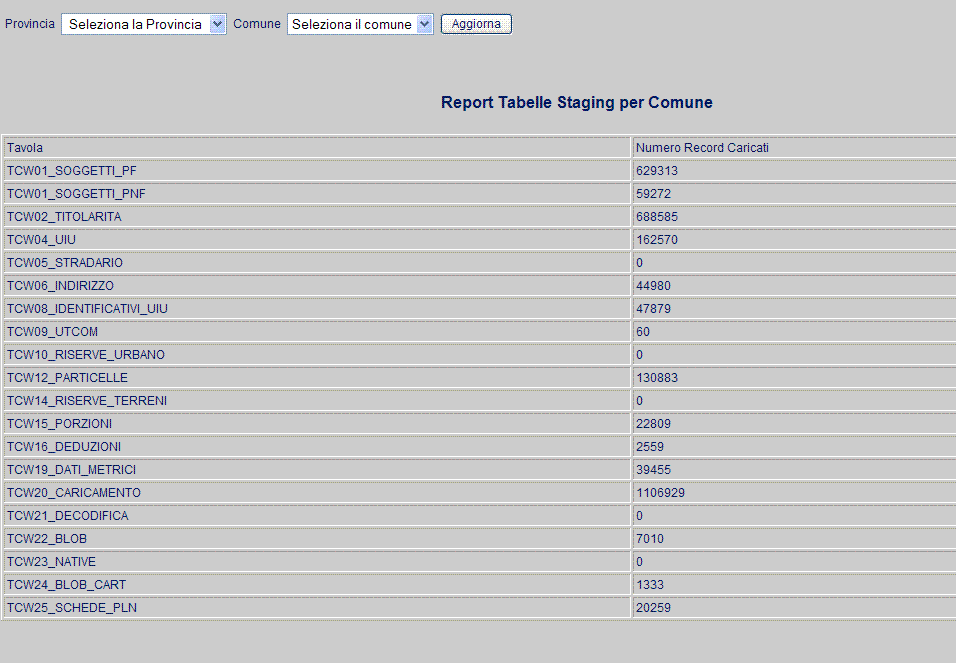 Provincia Seleziona la Provincia Comune Seleziona il comune Aggiorna
Report Tabelle Staging per Comune
Tavola Numero Record Caricati
TCW01_SOGGETTI_PF 629313
TCW01_SOGGETTI_PNF 59272
TCW02_TITOLARITA 688585
TCW04_UIU 162570
TCW05_STRADARIO 0
TCW06_INDIRIZZO 44980
TCW08_IDENTIFICATIVI_UIU 47879
TCW09_UTCOM 60
TCW10_RISERVE_URBANO 0
TCW12_PARTICELLE 130883
TCW14_RISERVE_TERRENI 0
TCW15_PORZIONI 22809
TCW16_DEDUZIONI 2559
TCW19_DATI_METRICI 39455
TCW20_CARICAMENTO 1106929
TCW21_DECODIFICA 0
TCW22_BLOB 7010
TCW23_NATIVE 0
TCW24_BLOB_CART 1333
TCW25_SCHEDE_PLN 20259